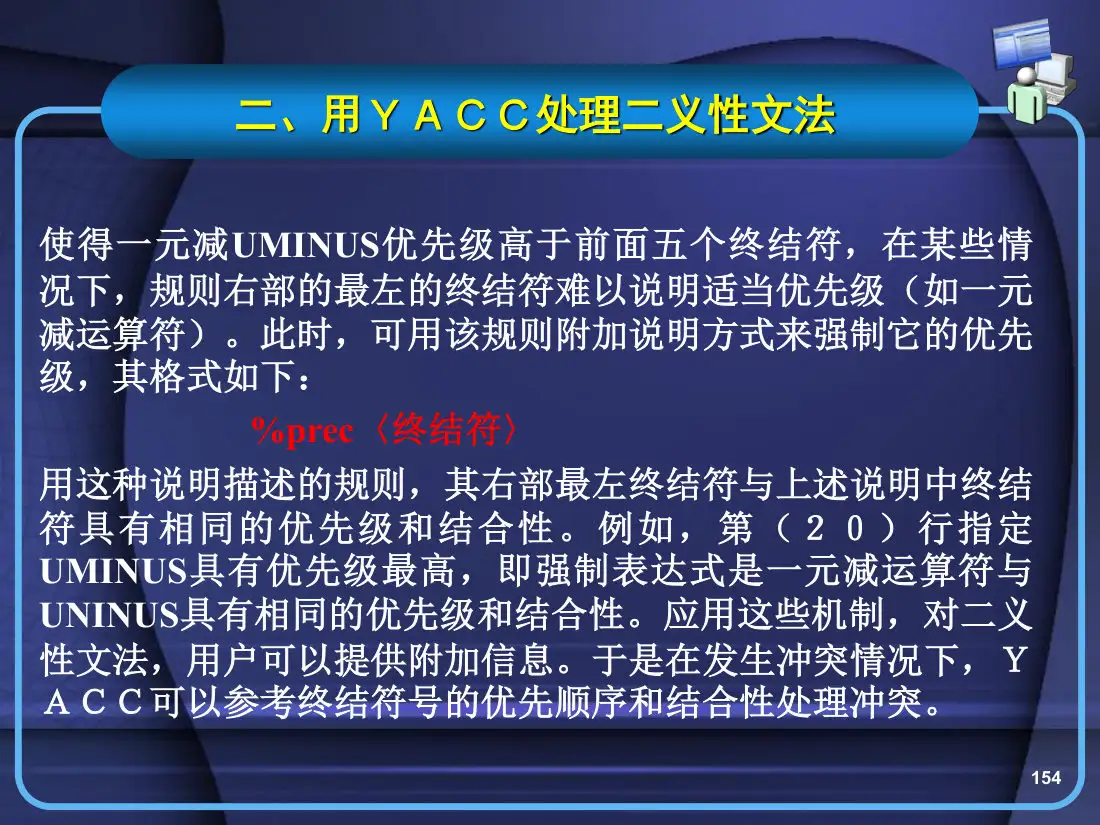 二、用ＹＡＣＣ处理二义性文法
使得一元减UMINUS优先级高于前面五个终结符，在某些情
况下，规则右部的最左的终结符难以说明适当优先级（如一元
减运算符）。此时，可用该规则附加说明方式来强制它的优先
级，其格式如下：
%prec〈终结符〉
用这种说明描述的规则，其右部最左终结符与上述说明中终结
符具有相同的优先级和结合性。例如，第（２０）行指定
UMINUS具有优先级最高，即强制表达式是一元减运算符与
UNINUS具有相同的优先级和结合性。应用这些机制，对二义
性文法，用户可以提供附加信息。于是在发生冲突情况下，Ｙ
ＡＣＣ可以参考终结符号的优先顺序和结合性处理冲突。
154